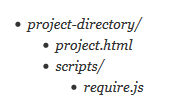 project-directory/
project.html
scripts/
require.js